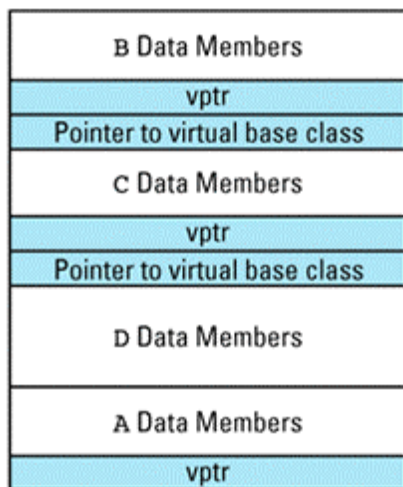 B Data Members
vptr
Pointer to virtual base class
C Data Members
vptr
Pointer to virtual base class
D Data Members
A Data Members
vptr